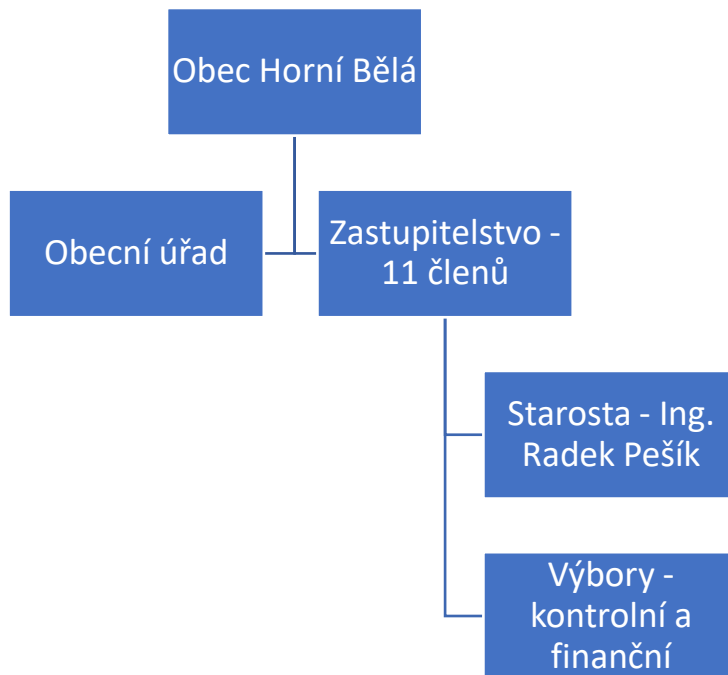 Obec Horní Bělá
Obecní úřad
Zastupitelstvo -
11 členů
Starosta - Ing.
Radek Pešík
Výbory -
kontrolní a
finanční